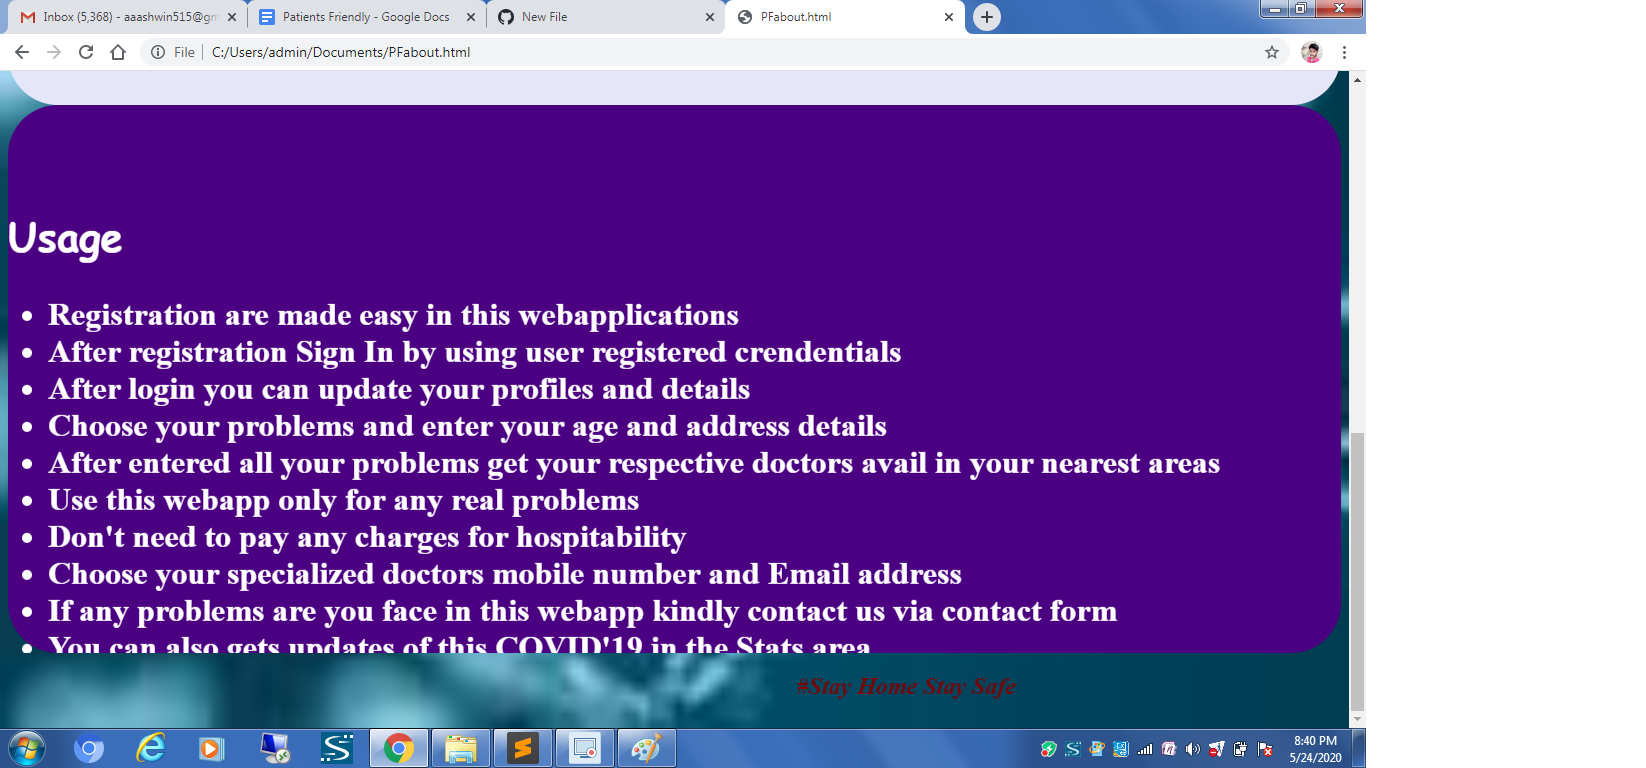 Inbox (5,368) - aaashwin515@gm
Patients Friendly - Google Docs
New File
PFabout.html
File
C:/Users/admin/Documents/PFabout.html
Usage
Registration are made easy in this webapplications
After registration Sign In by using user registered crendentials
After login you can update your profiles and details
Choose your problems and enter your age and address details
After entered all your problems get your respective doctors avail in your nearest areas
Use this webapp only for any real problems
Don't need to pay any charges for hospitability
Choose your specialized doctors mobile number and Email address
If any problems are you face in this webapp kindly contact us via contact form
You can also gets updates of this COVID'19 in the Stats area
#Stay Home Stay Safe
8:40 PM
5/24/2020